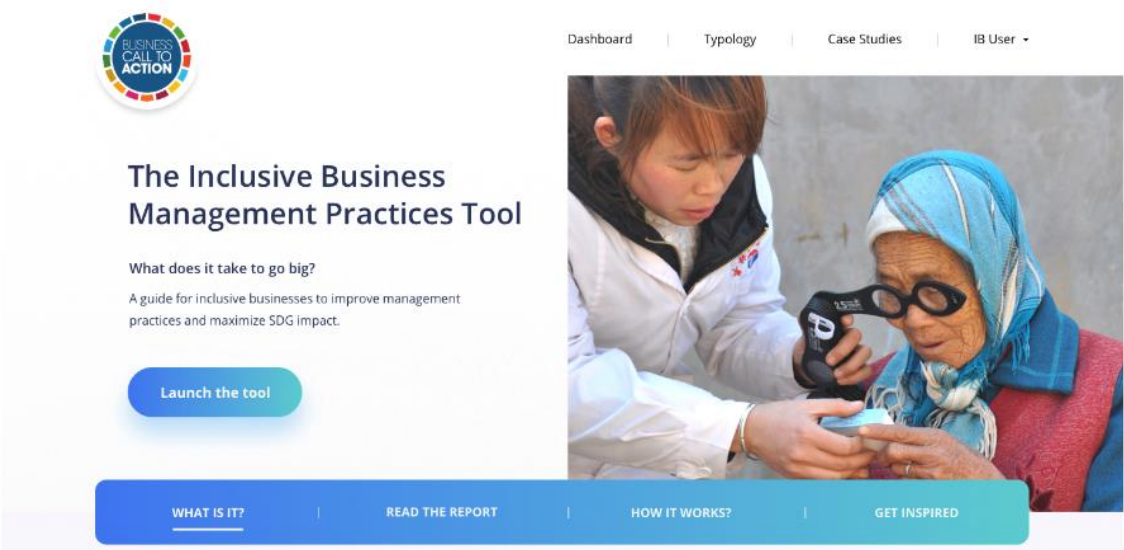 BUSINESS
CALL TO
ACTION
Dashboard | Typology | Case Studies | IB User
The Inclusive Business
Management Practices Tool
What does it take to go big?
A guide for inclusive businesses to improve management
practices and maximize SDG impact.
Launch the tool
2.5
WHAT IS IT? | READ THE REPORT | HOW IT WORKS? | GET INSPIRED